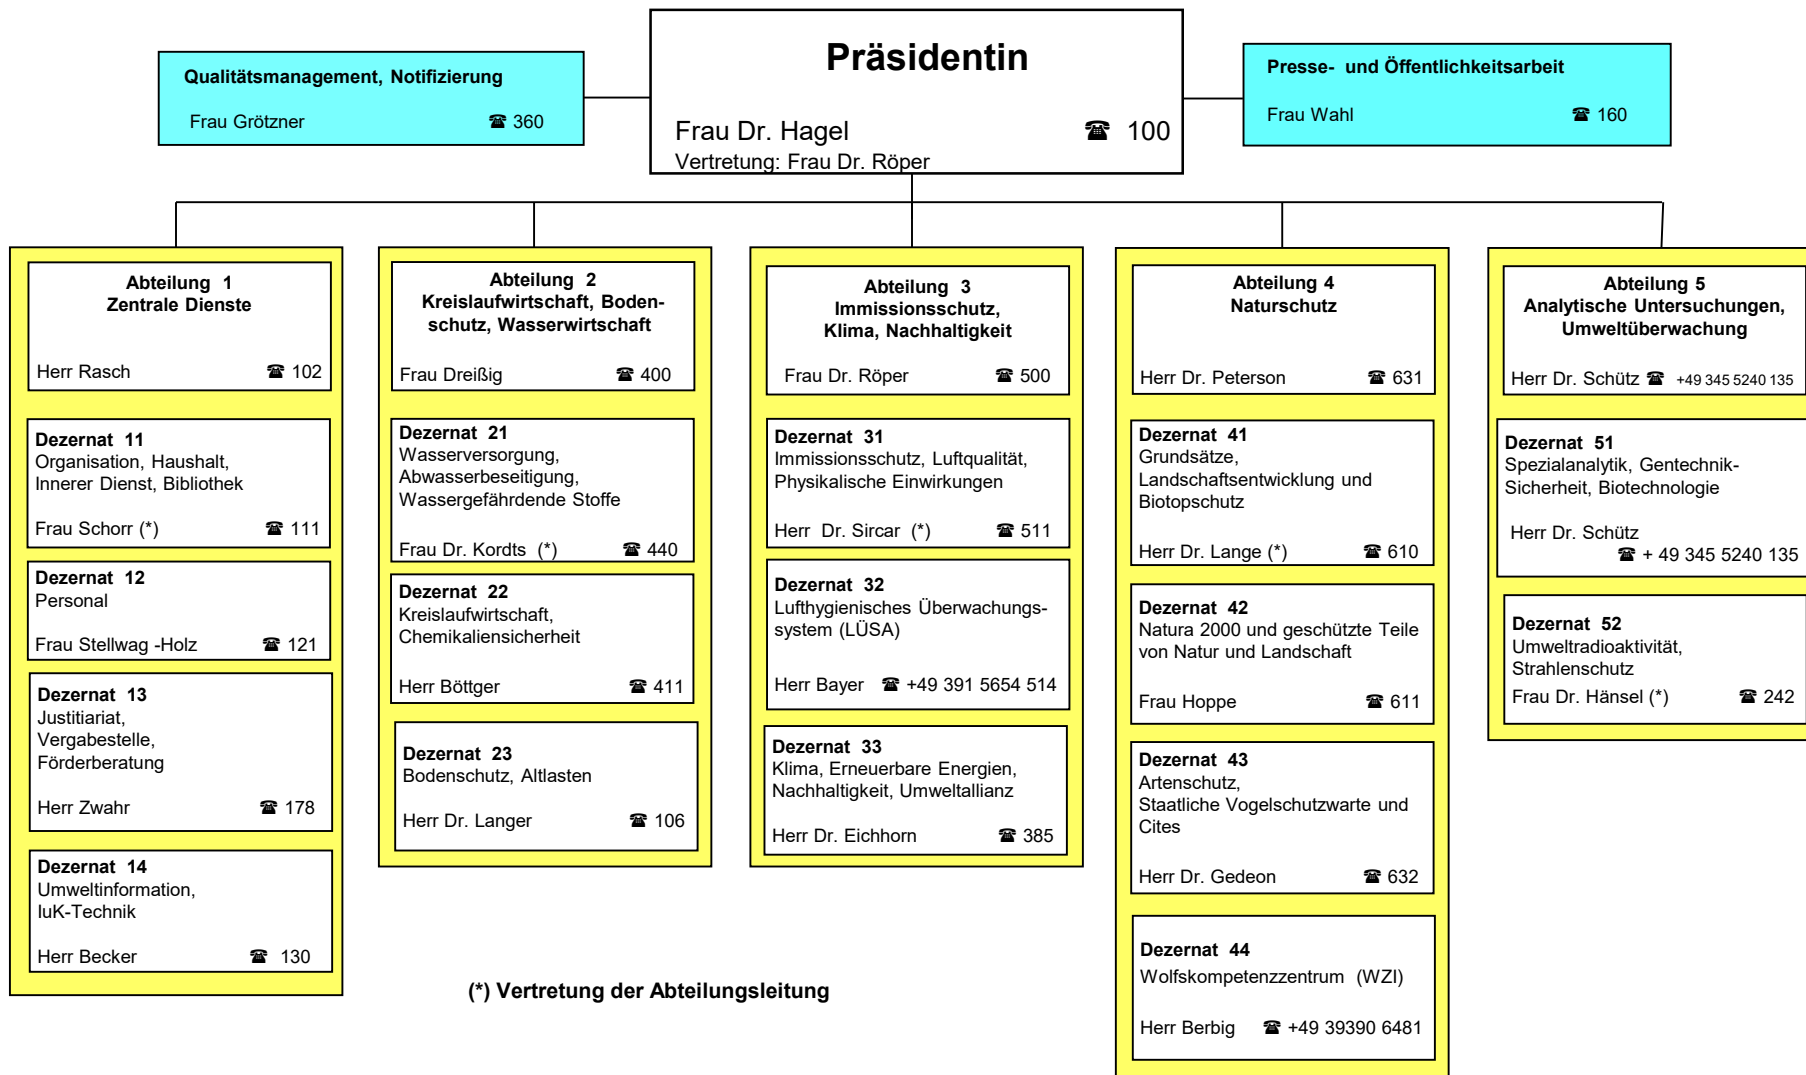 Präsidentin
Frau Dr. Hagel ☎ 100
Vertretung: Frau Dr. Röper
Qualitätsmanagement, Notifizierung
Frau Grötzner ☎ 360
Presse- und Öffentlichkeitsarbeit
Frau Wahl ☎ 160
Abteilung 1
Zentrale Dienste
Herr Rasch ☎ 102
Dezernat 11
Organisation, Haushalt,
Innerer Dienst, Bibliothek
Frau Schorr (*) ☎ 111
Dezernat 12
Personal
Frau Stellwag -Holz ☎ 121
Dezernat 13
Justitiariat,
Vergabestelle,
Förderberatung
Herr Zwahr ☎ 178
Dezernat 14
Umweltinformation,
IuK-Technik
Herr Becker ☎ 130
Abteilung 2
Kreislaufwirtschaft, Boden-
schutz, Wasserwirtschaft
Frau Dreißig ☎ 400
Dezernat 21
Wasserversorgung,
Abwasserbeseitigung,
Wassergefährdende Stoffe
Frau Dr. Kordts (*) ☎ 440
Dezernat 22
Kreislaufwirtschaft,
Chemikaliensicherheit
Herr Böttger ☎ 411
Dezernat 23
Bodenschutz, Altlasten
Herr Dr. Langer ☎ 106
Abteilung 3
Immissionsschutz,
Klima, Nachhaltigkeit
Frau Dr. Röper ☎ 500
Dezernat 31
Immissionsschutz, Luftqualität,
Physikalische Einwirkungen
Herr Dr. Sircar (*) ☎ 511
Dezernat 32
Lufthygienisches Überwachungs-
system (LÜSA)
Herr Bayer ☎ +49 391 5654 514
Dezernat 33
Klima, Erneuerbare Energien,
Nachhaltigkeit, Umweltallianz
Herr Dr. Eichhorn ☎ 385
Abteilung 4
Naturschutz
Herr Dr. Peterson ☎ 631
Dezernat 41
Grundsätze,
Landschaftsentwicklung und
Biotopschutz
Herr Dr. Lange (*) ☎ 610
Dezernat 42
Natura 2000 und geschützte Teile
von Natur und Landschaft
Frau Hoppe ☎ 611
Dezernat 43
Artenschutz,
Staatliche Vogelschutzwarte und
Cites
Herr Dr. Gedeon ☎ 632
Dezernat 44
Wolfskompetenzzentrum (WZI)
Herr Berbig ☎ +49 39390 6481
Abteilung 5
Analytische Untersuchungen,
Umweltüberwachung
Herr Dr. Schütz ☎ +49 345 5240 135
Dezernat 51
Spezialanalytik, Gentechnik-
Sicherheit, Biotechnologie
Herr Dr. Schütz
☎ + 49 345 5240 135
Dezernat 52
Umweltradioaktivität,
Strahlenschutz
Frau Dr. Hänsel (*) ☎ 242
(*) Vertretung der Abteilungsleitung